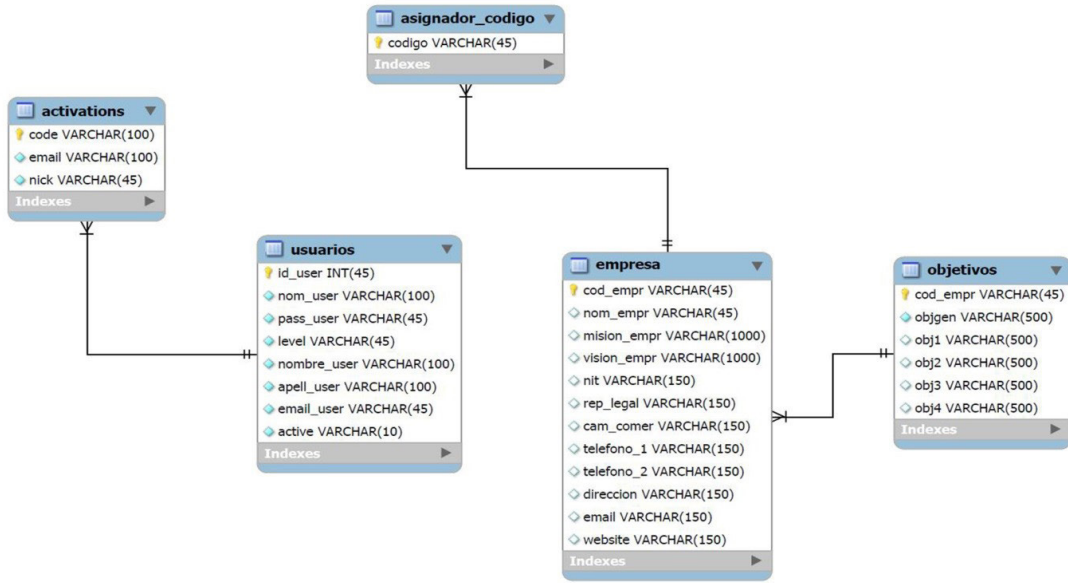 asignador_codigo
codigo VARCHAR(45)
Indexes
activations
code VARCHAR(100)
email VARCHAR(100)
nick VARCHAR(45)
Indexes
usuarios
id_user INT(45)
nom_user VARCHAR(100)
pass_user VARCHAR(45)
level VARCHAR(45)
nombre_user VARCHAR(100)
apell_user VARCHAR(100)
email_user VARCHAR(45)
active VARCHAR(10)
Indexes
empresa
cod_empr VARCHAR(45)
nom_empr VARCHAR(45)
mision_empr VARCHAR(1000)
vision_empr VARCHAR(1000)
nit VARCHAR(150)
rep_legal VARCHAR(150)
cam_comer VARCHAR(150)
telefono_1 VARCHAR(150)
telefono_2 VARCHAR(150)
direccion VARCHAR(150)
email VARCHAR(150)
website VARCHAR(150)
Indexes
objetivos
cod_empr VARCHAR(45)
objgen VARCHAR(500)
obj1 VARCHAR(500)
obj2 VARCHAR(500)
obj3 VARCHAR(500)
obj4 VARCHAR(500)
Indexes